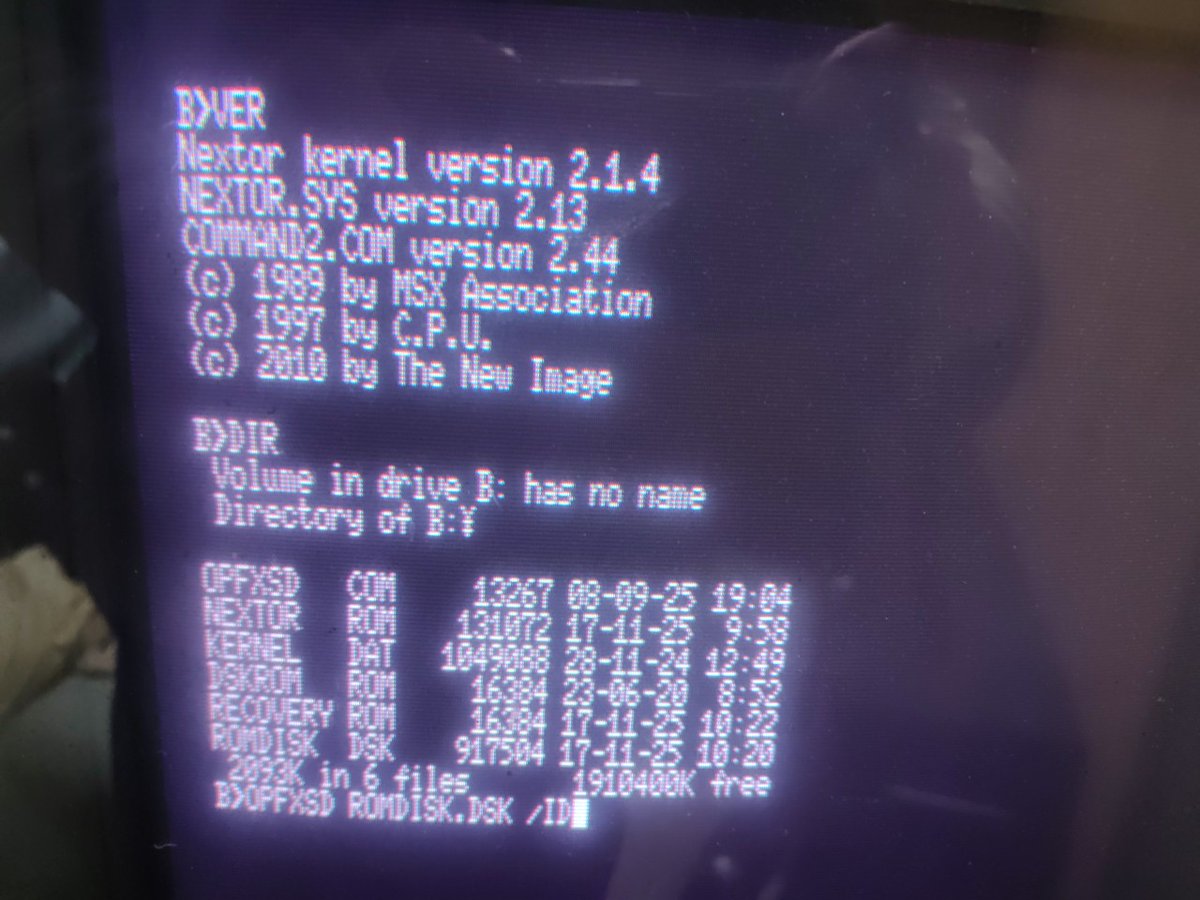 B>VER
Nextor kernel version 2.1.4
NEXTOR.SYS version 2.13
COMMAND2.COM version 2.44
(c) 1989 by MSX Association
(c) 1997 by C.P.U.
(c) 2010 by The New Image
B>DIR
Volume in drive B: has no name
Directory of B:¥
OPFXSD COM 13267 08-09-25 19:04
NEXTOR ROM 131072 17-11-25 9:58
KERNEL DAT 1049088 28-11-24 12:49
DSKROM ROM 16384 23-06-20 8:52
RECOVERY ROM 16384 17-11-25 10:22
ROMDISK DSK 917504 17-11-25 10:20
2093K in 6 files 1910400K free
B>OPFXSD ROMDISK.DSK /ID